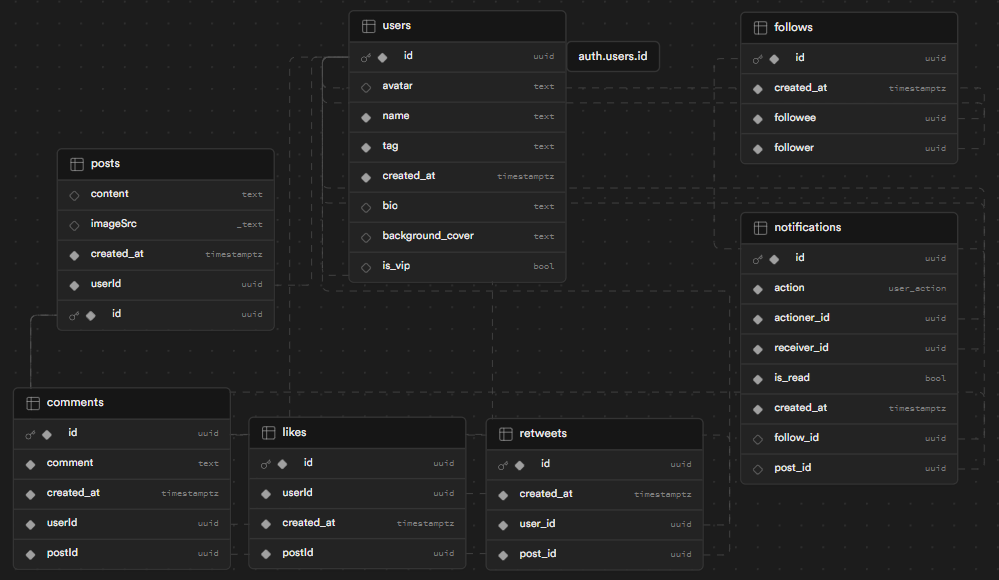 users
id uuid
avatar text
name text
tag text
created_at timestamptz
bio text
background_cover text
is_vip bool
auth.users.id
follows
id uuid
created_at timestamptz
followee uuid
follower uuid
posts
content text
imageSrc _text
created_at timestamptz
userId uuid
id uuid
notifications
id uuid
action user_action
actioner_id uuid
receiver_id uuid
is_read bool
created_at timestamptz
follow_id uuid
post_id uuid
comments
id uuid
comment text
created_at timestamptz
userId uuid
postId uuid
likes
id uuid
userId uuid
created_at timestamptz
postId uuid
retweets
id uuid
created_at timestamptz
user_id uuid
post_id uuid